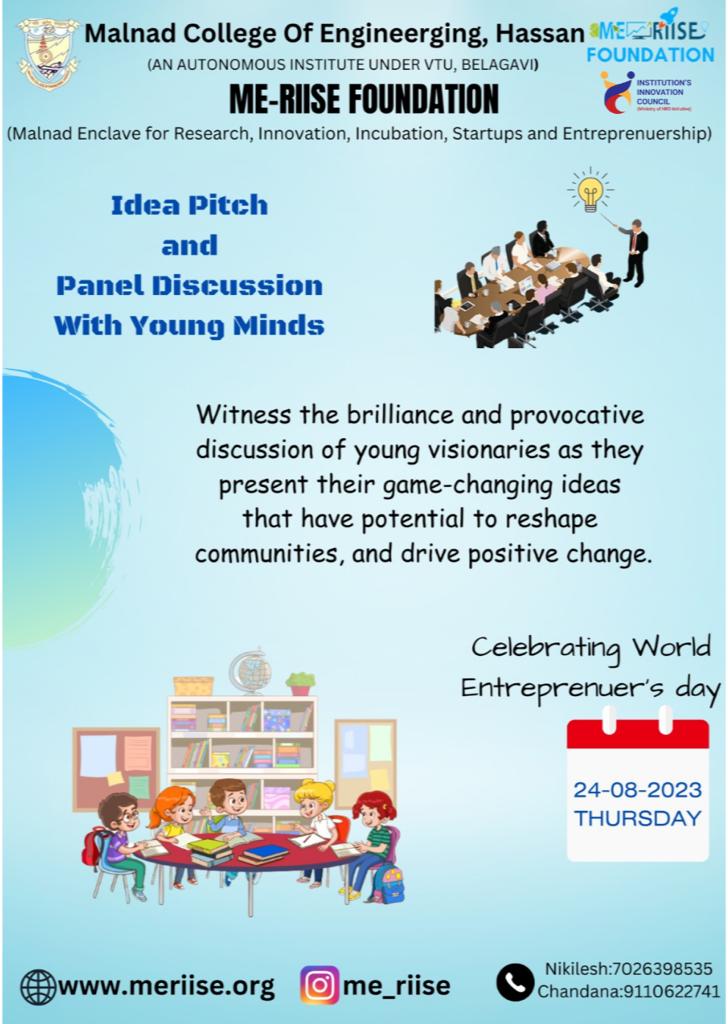 Malnad College Of Engineerging, Hassan
(AN AUTONOMOUS INSTITUTE UNDER VTU, BELAGAVI)
ME-RIISE
FOUNDATION
INSTITUTION'S
INNOVATION
COUNCIL
(Ministry of HRD Initiative)
ME-RIISE FOUNDATION
(Malnad Enclave for Research, Innovation, Incubation, Startups and Entreprenuership)
Idea Pitch
and
Panel Discussion
With Young Minds
Witness the brilliance and provocative
discussion of young visionaries as they
present their game-changing ideas
that have potential to reshape
communities, and drive positive change.
Celebrating World
Entreprenuer's day
24-08-2023
THURSDAY
www.meriise.org
me_riise
Nikilesh:7026398535
Chandana:9110622741